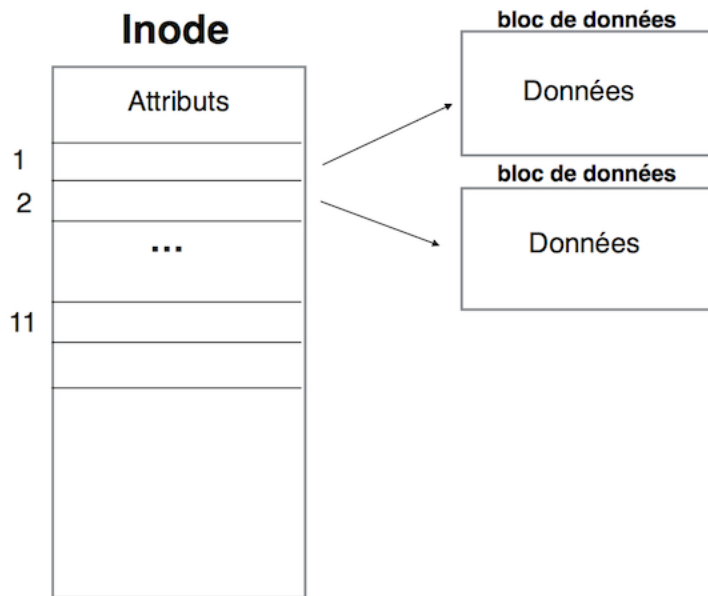 Inode
Attributs
1
2
...
11
bloc de données
Données
bloc de données
Données